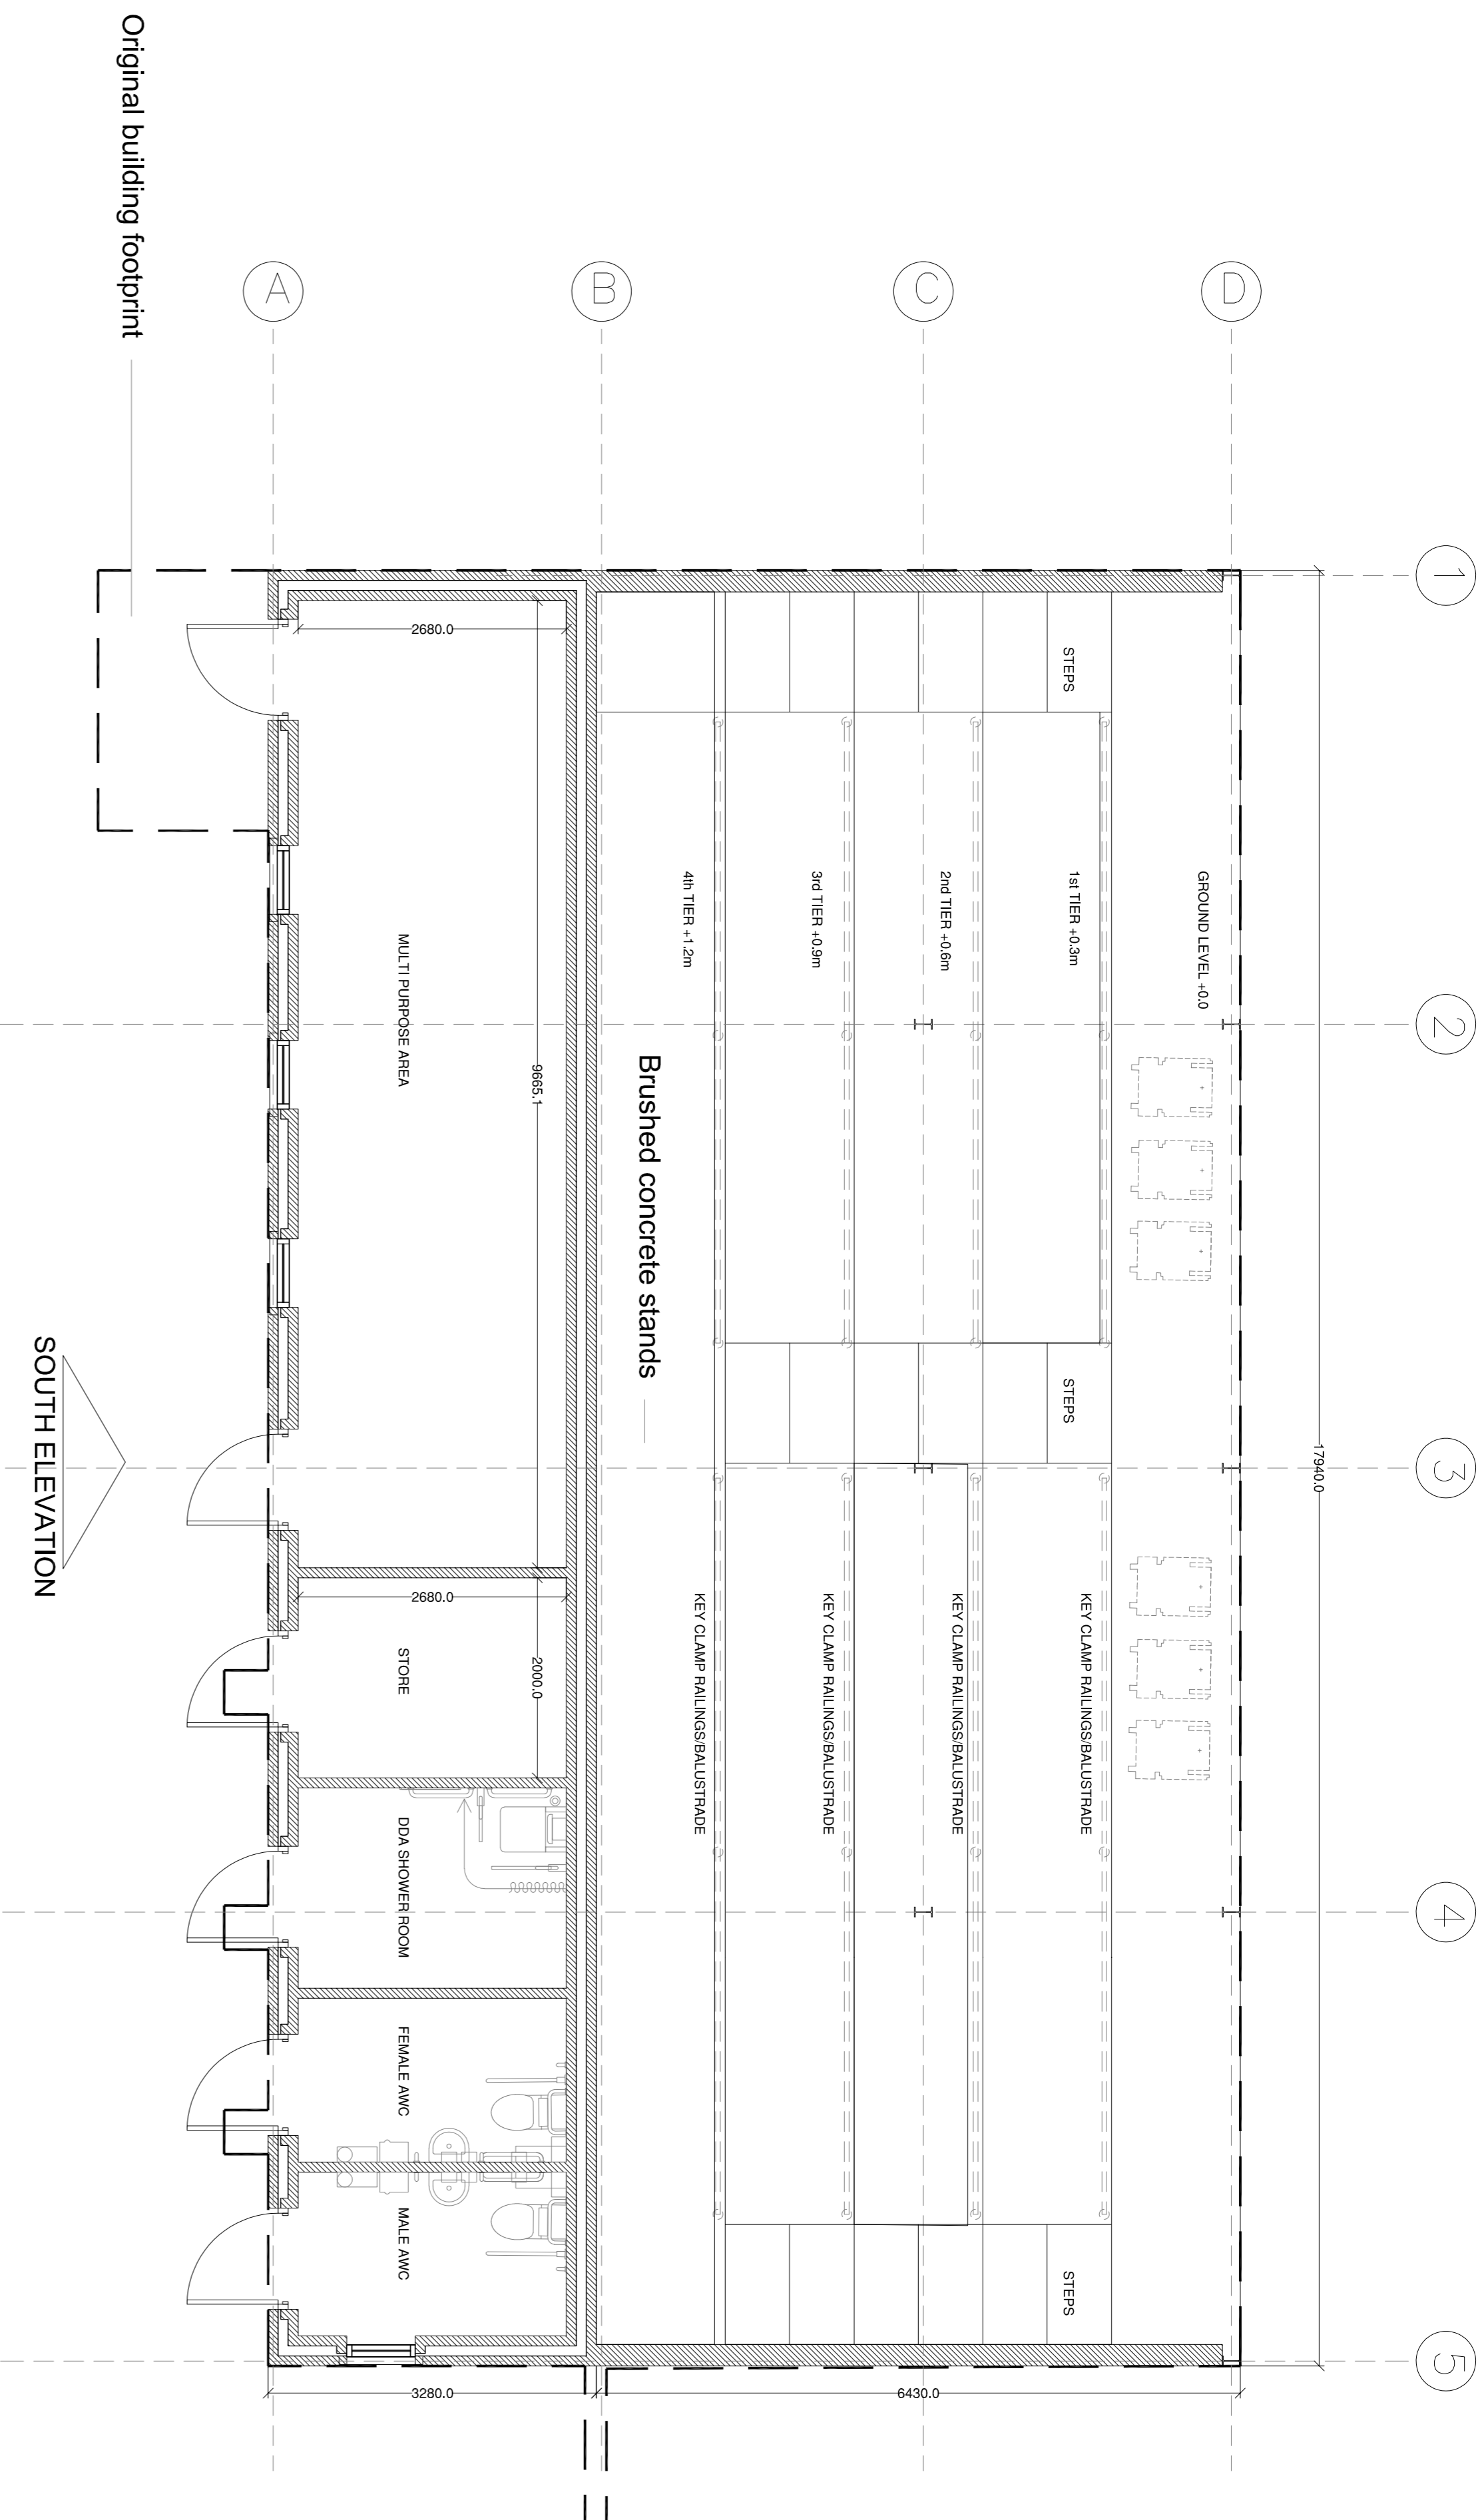 Original building footprint
A
B
C
D
1
2
3
4
5
17940.0
STEPS
STEPS
STEPS
GROUND LEVEL +0.0
1st TIER +0.3m
2nd TIER +0.6m
3rd TIER +0.9m
4th TIER +1.2m
KEY CLAMP RAILINGS/BALUSTRADE
KEY CLAMP RAILINGS/BALUSTRADE
KEY CLAMP RAILINGS/BALUSTRADE
KEY CLAMP RAILINGS/BALUSTRADE
Brushed concrete stands
9665.1
2680.0
MULTI PURPOSE AREA
2000.0
2680.0
STORE
DDA SHOWER ROOM
FEMALE AWC
MALE AWC
6430.0
3280.0
SOUTH ELEVATION